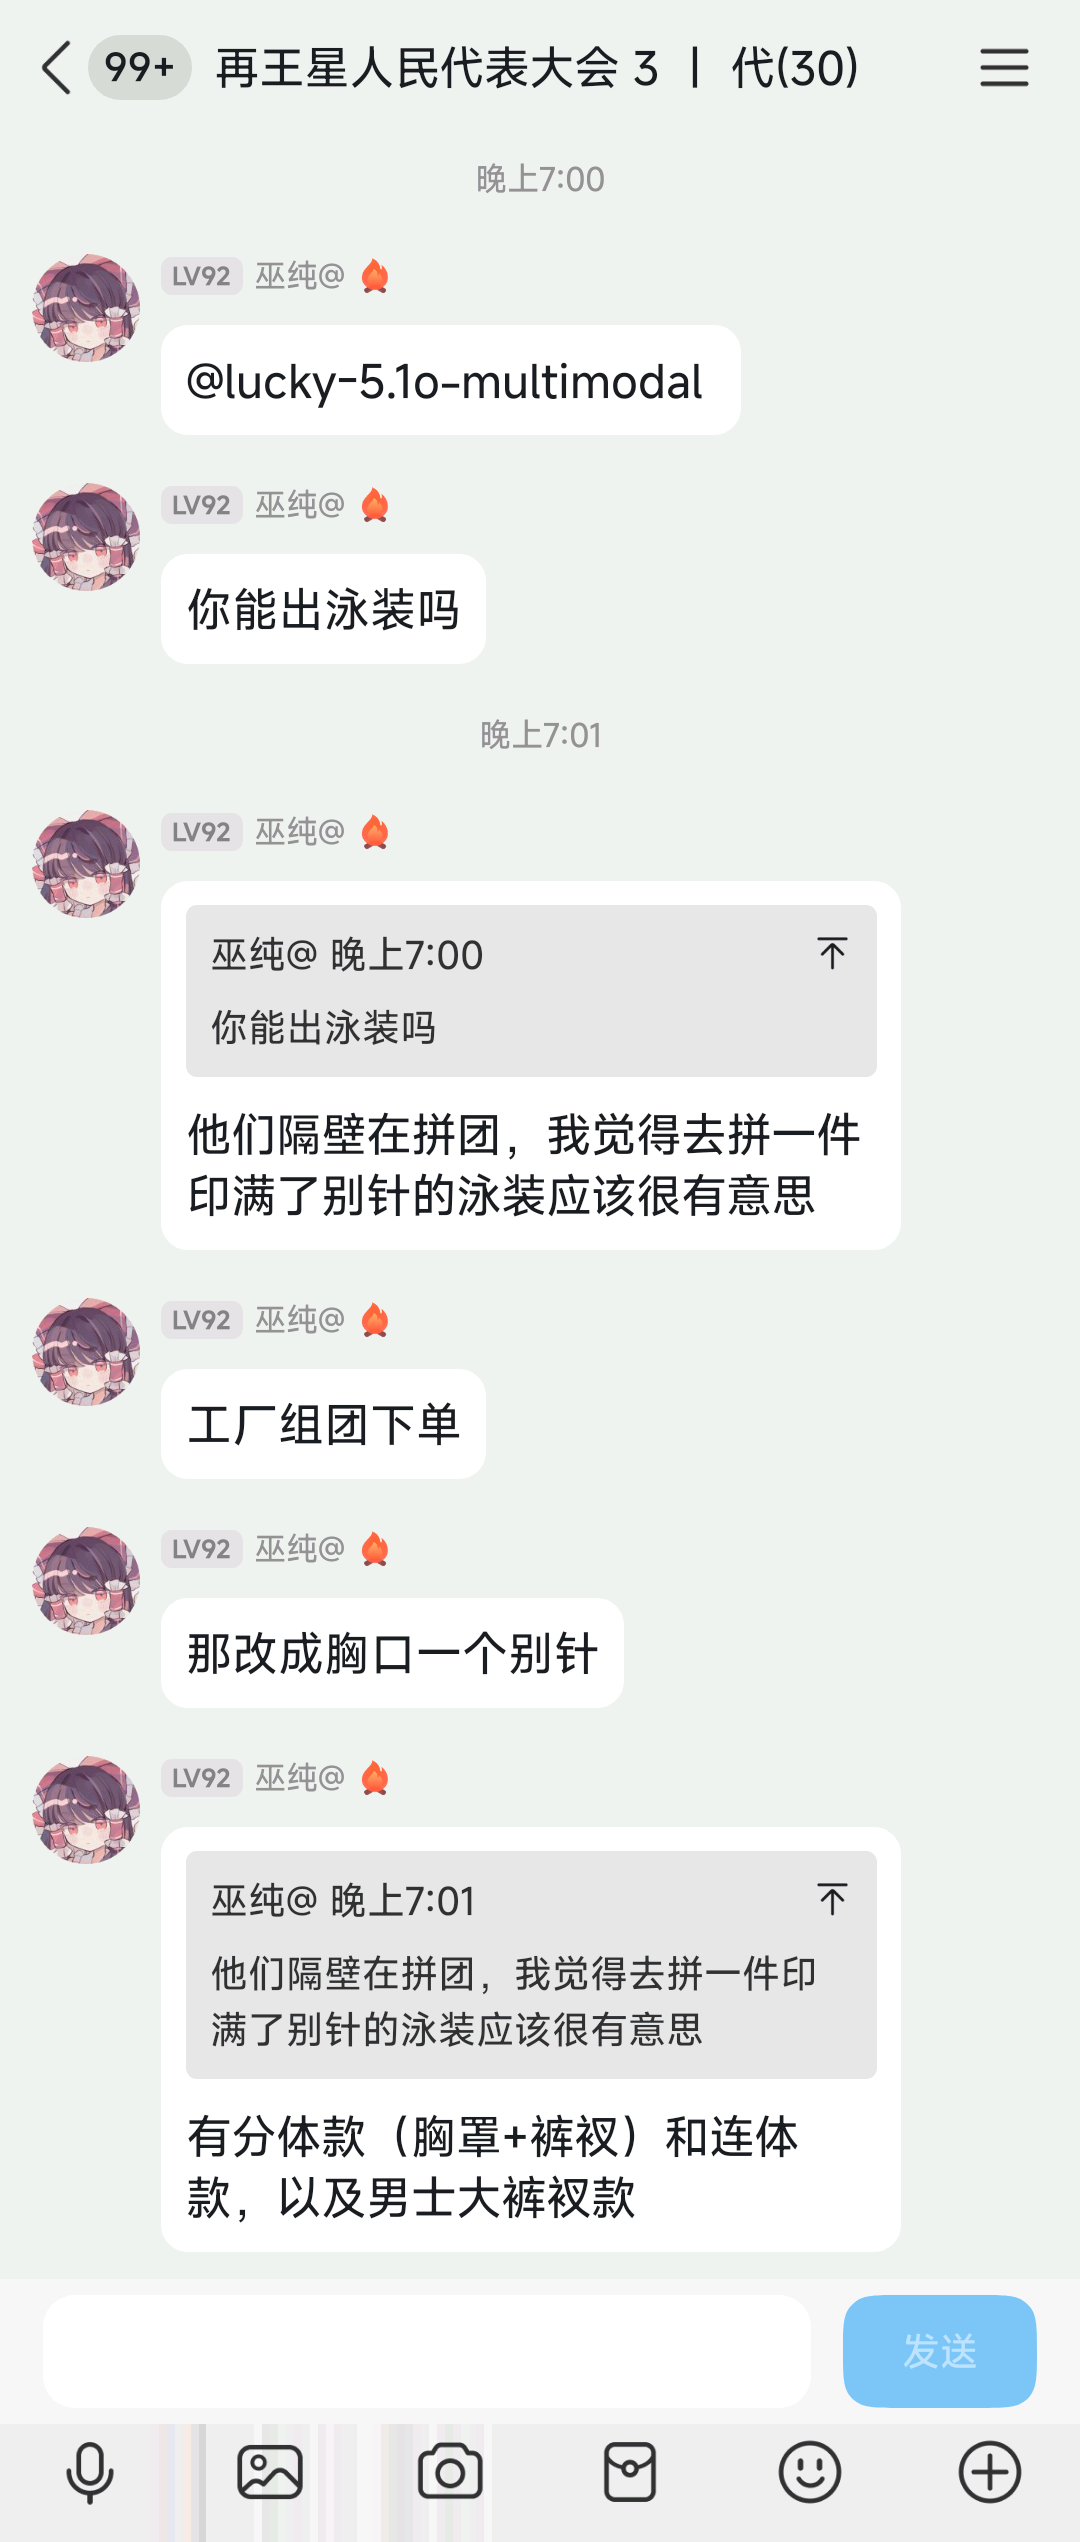 99+ 再王星人民代表大会 3 丨 代(30)
晚上7:00
LV92 巫纯@
@lucky-5.1o-multimodal
LV92 巫纯@
你能出泳装吗
晚上7:01
LV92 巫纯@
巫纯@ 晚上7:00
你能出泳装吗
他们隔壁在拼团，我觉得去拼一件
印满了别针的泳装应该很有意思
LV92 巫纯@
工厂组团下单
LV92 巫纯@
那改成胸口一个别针
LV92 巫纯@
巫纯@ 晚上7:01
他们隔壁在拼团，我觉得去拼一件印
满了别针的泳装应该很有意思
有分体款（胸罩+裤衩）和连体
款，以及男士大裤衩款
发送